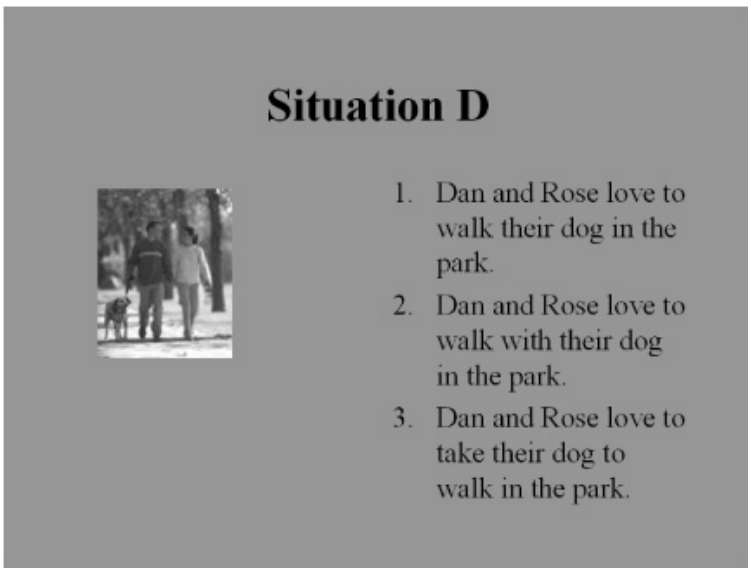 Situation D
1. Dan and Rose love to
walk their dog in the
park.
2. Dan and Rose love to
walk with their dog
in the park.
3. Dan and Rose love to
take their dog to
walk in the park.